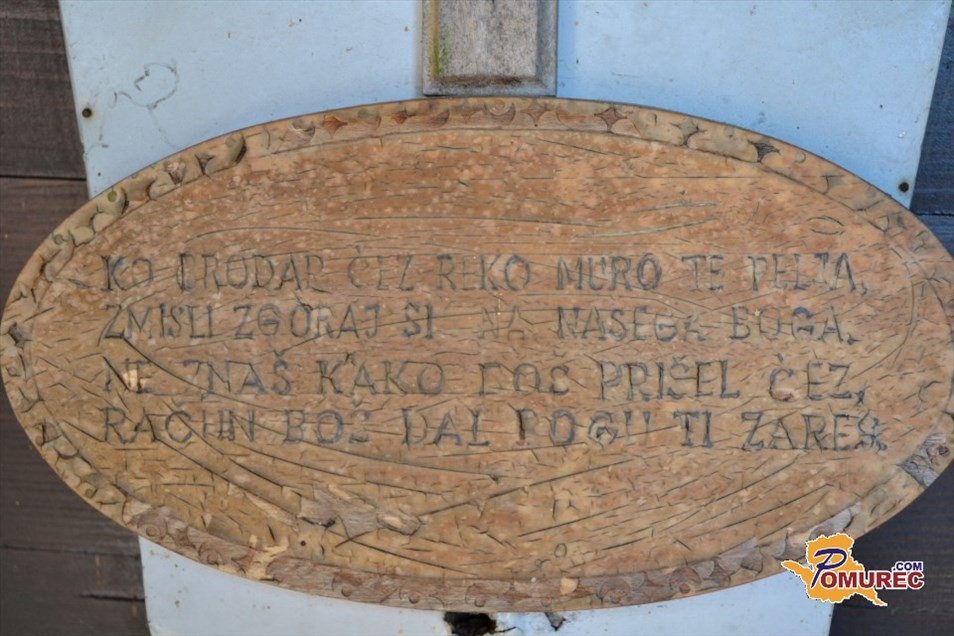 KO BRODAR ČEZ REKO MURO TE PELJA,
ZMISLI ZGORAJ SI NA NAŠEGA BOGA.
NE ZNAŠ KAKO BOŠ PRIŠEL ČEZ,
RAČUN BOŠ DAL BOGU TI ZARES.
POMUREC.COM